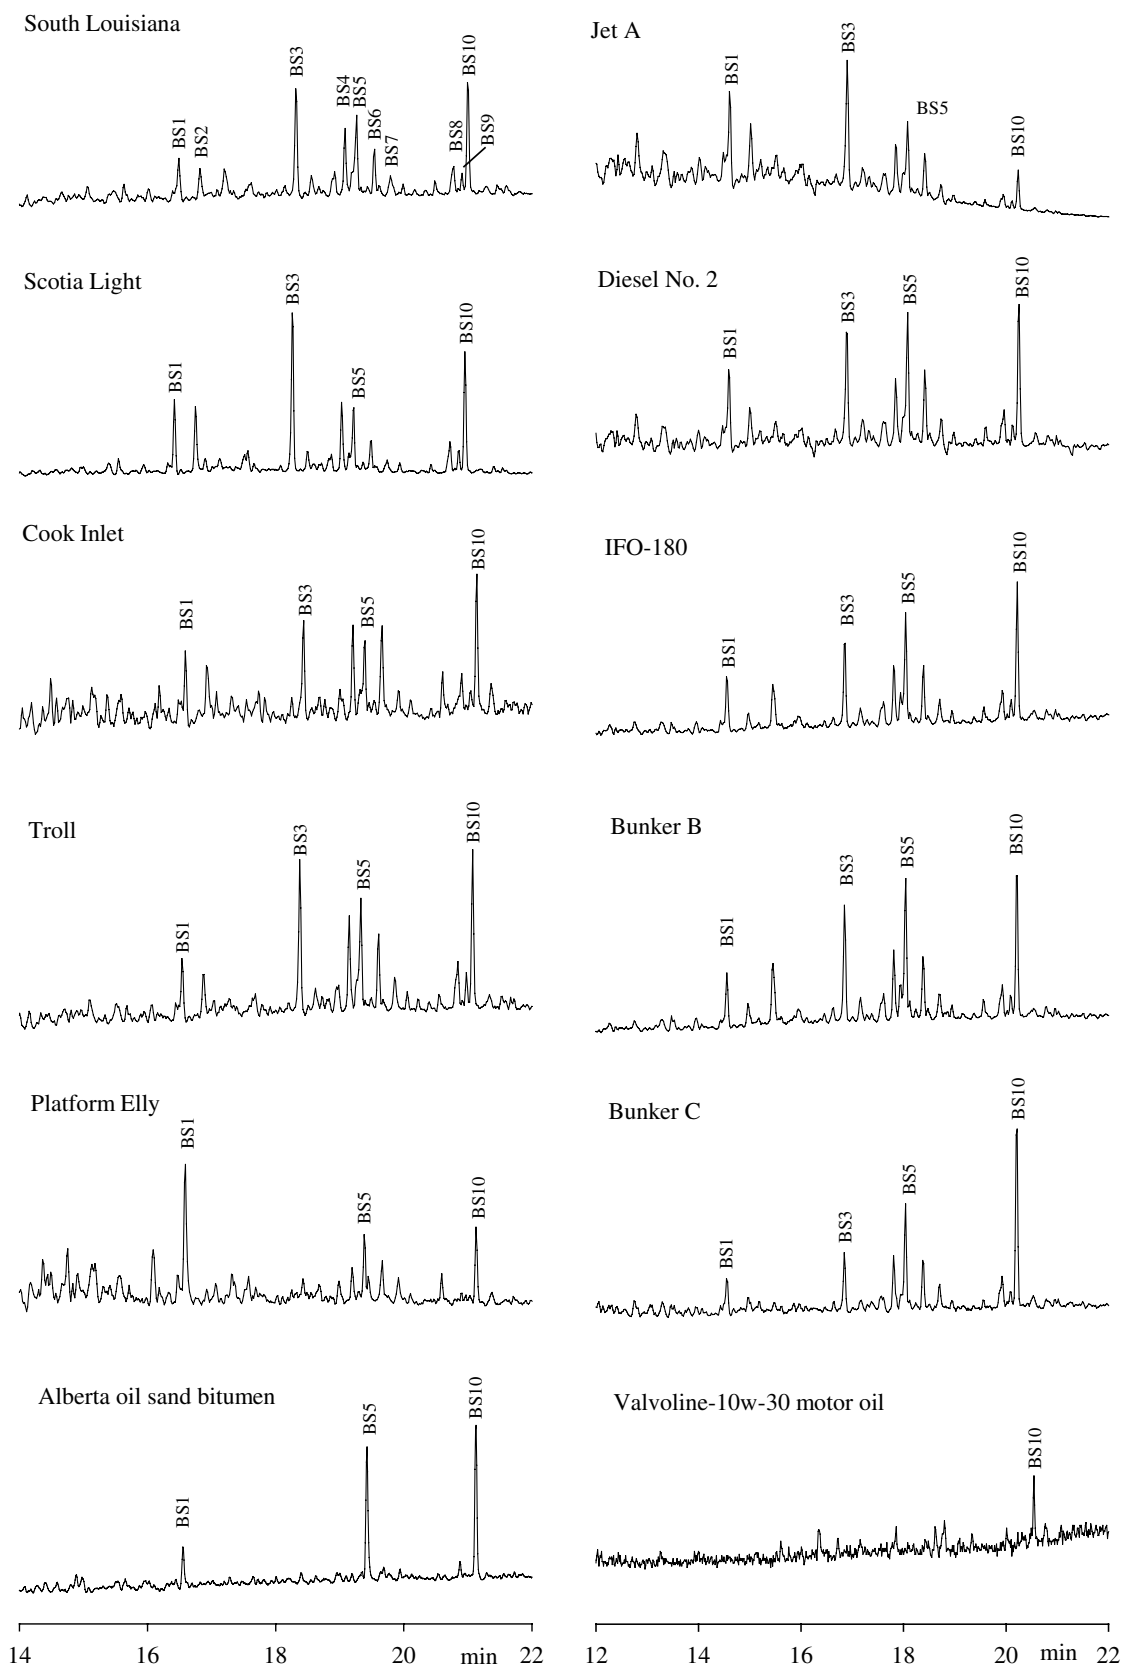 South Louisiana
BS1
BS2
BS3
BS4
BS5
BS6
BS7
BS8
BS9
BS10
Jet A
BS1
BS3
BS5
BS10
Scotia Light
BS1
BS3
BS5
BS10
Diesel No. 2
BS1
BS3
BS5
BS10
Cook Inlet
BS1
BS3
BS5
BS10
IFO-180
BS1
BS3
BS5
BS10
Troll
BS1
BS3
BS5
BS10
Bunker B
BS1
BS3
BS5
BS10
Platform Elly
BS1
BS5
BS10
Bunker C
BS1
BS3
BS5
BS10
Alberta oil sand bitumen
BS1
BS5
BS10
Valvoline-10w-30 motor oil
BS10
14 16 18 20 min 22
12 14 16 18 20 min 22